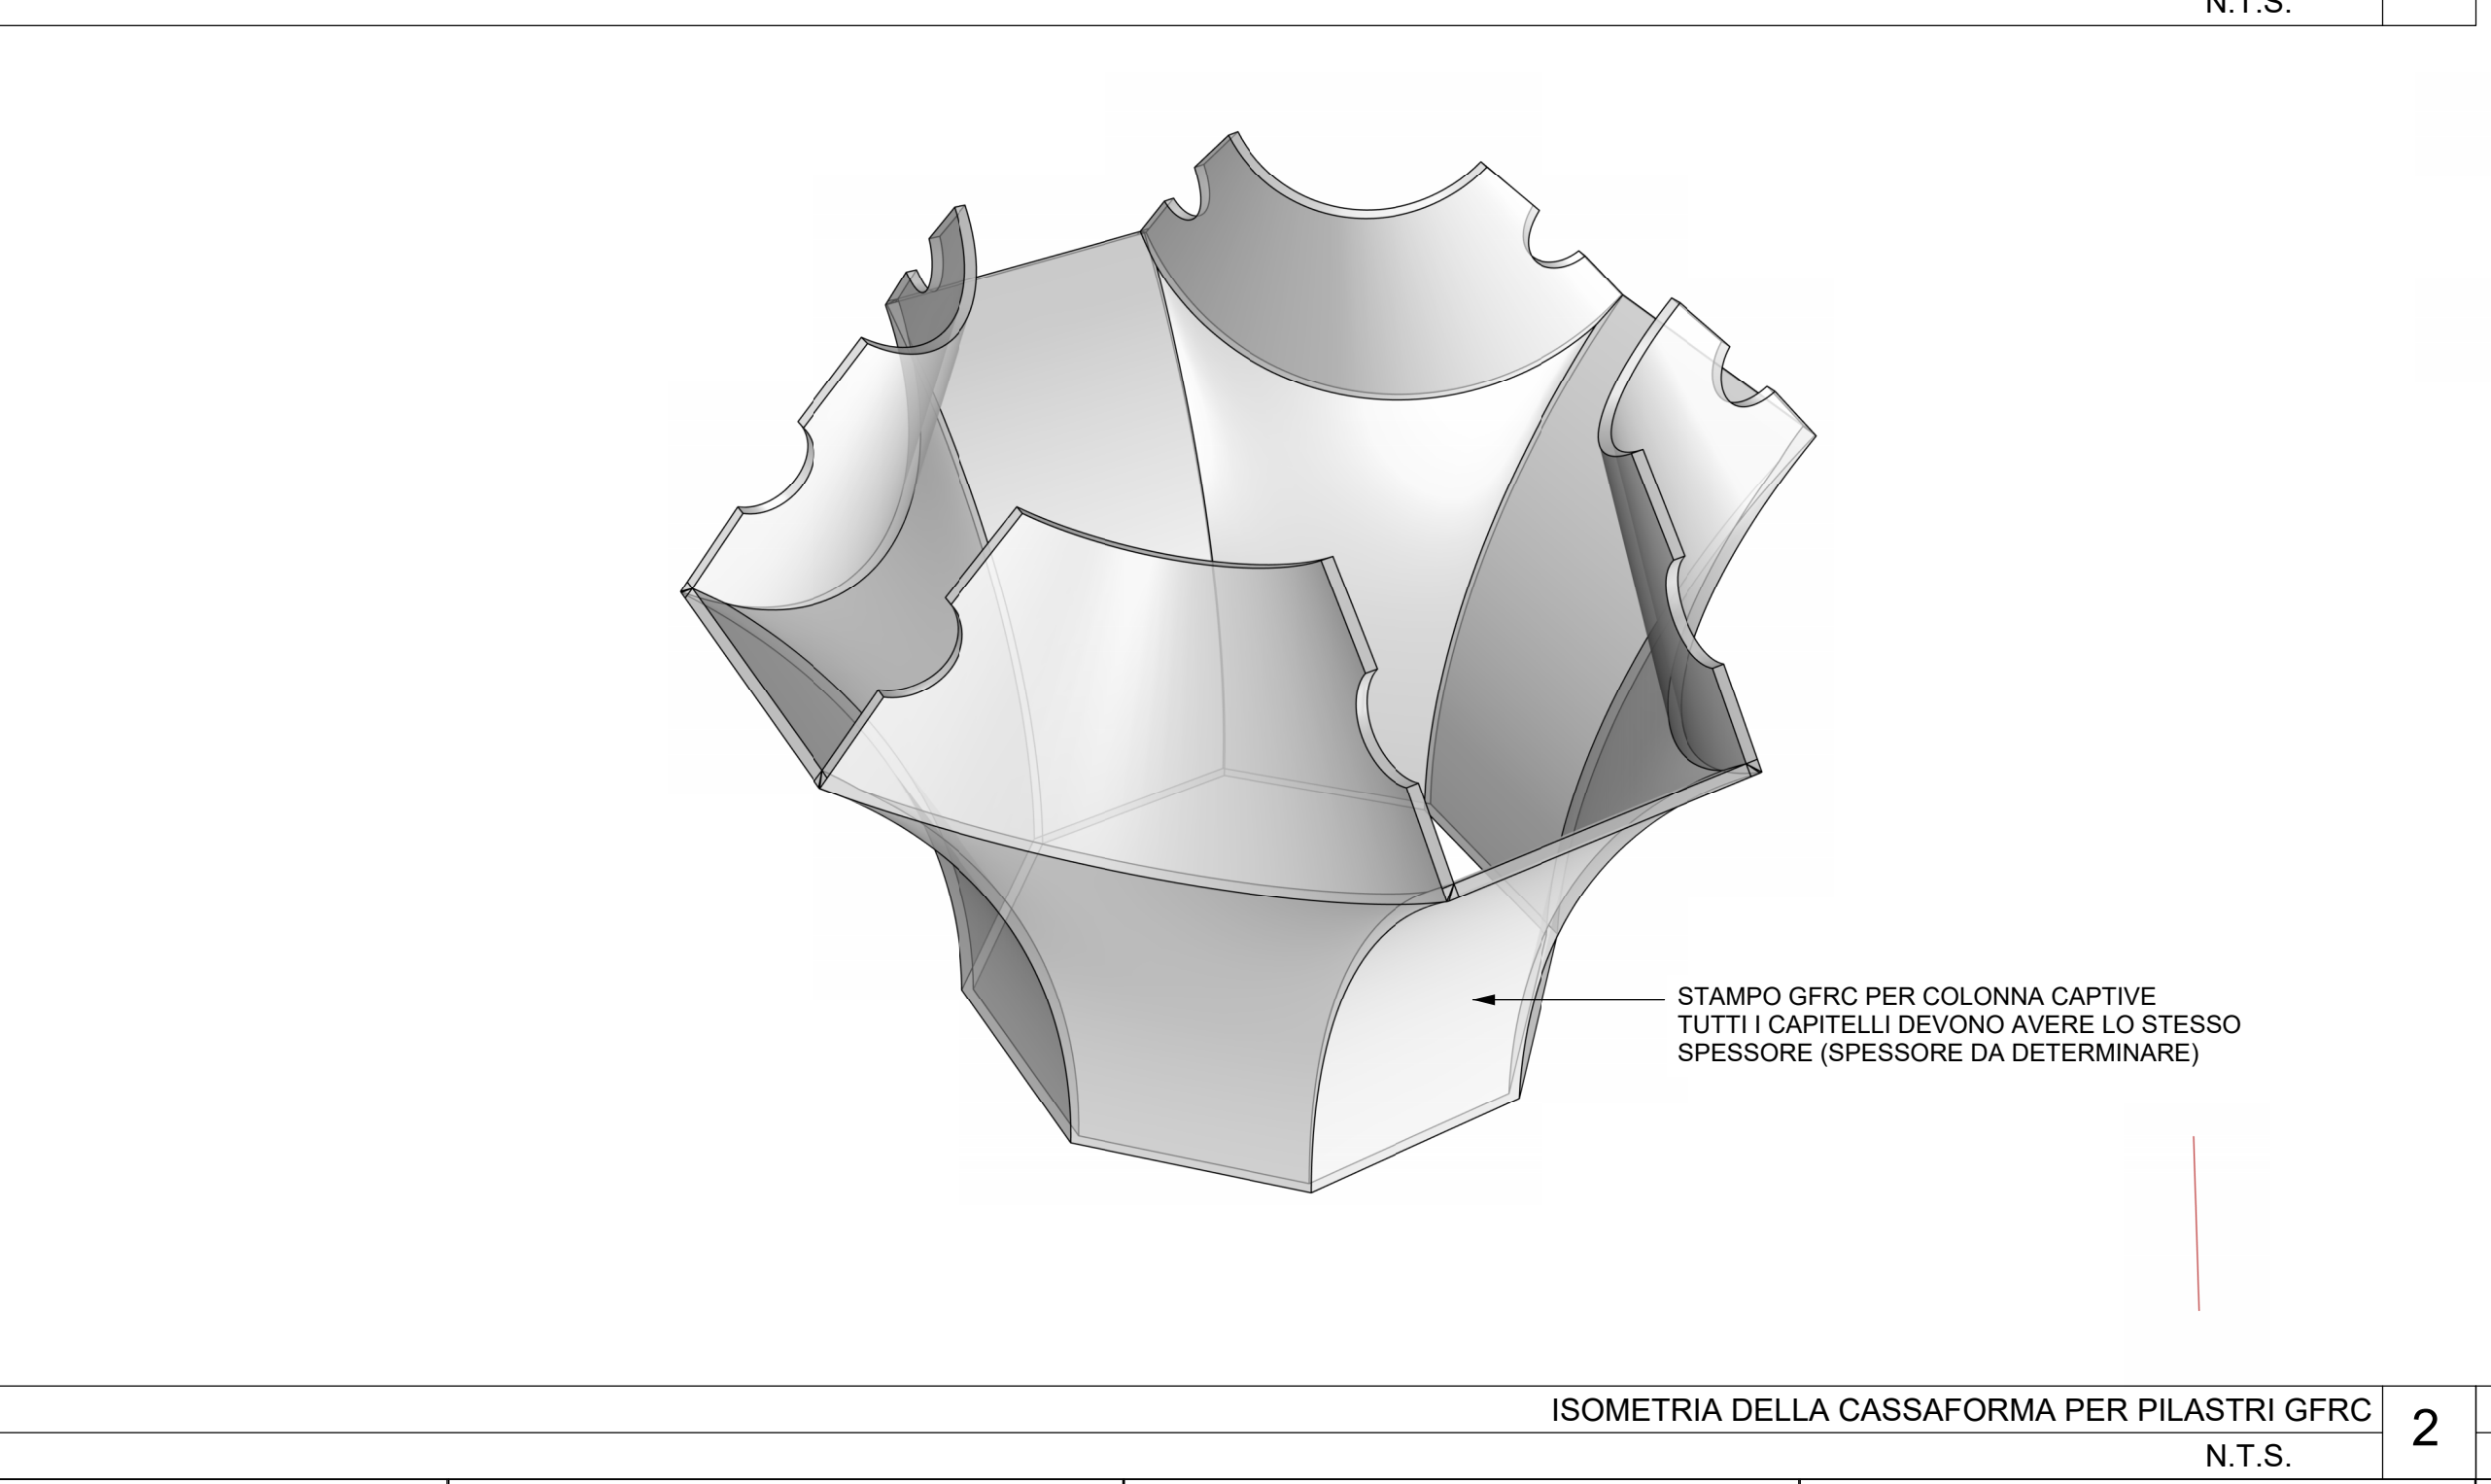 N.T.S.
STAMPO GFRC PER COLONNA CAPTIVE
TUTTI I CAPITELLI DEVONO AVERE LO STESSO
SPESSORE (SPESSORE DA DETERMINARE)
ISOMETRIA DELLA CASSAFORMA PER PILASTRI GFRC
2
N.T.S.